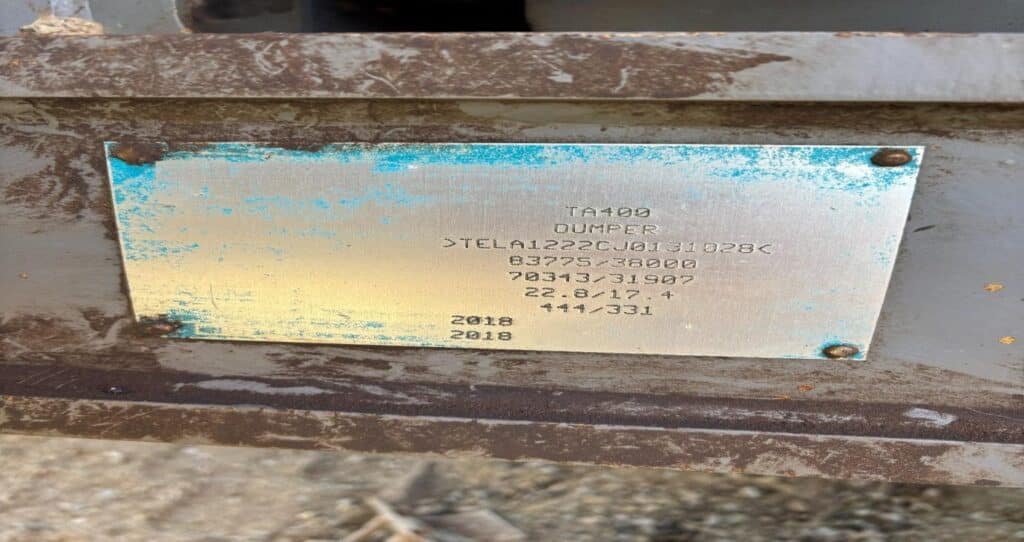 TA400
DUMPER
>TELA1222CJ0131028<
83775/38000
70343/31907
22.8/17.4
444/331
2018
2018